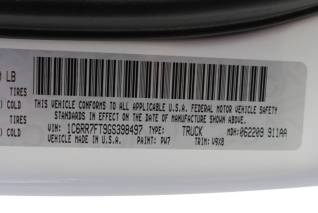 LB
TIRES
COLD
TIRES
COLD
THIS VEHICLE CONFORMS TO ALL APPLICABLE U.S.A. FEDERAL MOTOR VEHICLE SAFETY
STANDARDS IN EFFECT ON THE DATE OF MANUFACTURE SHOWN ABOVE.
VIN: 1C6RR7FT9GS398497 TYPE: TRUCK MDH: 062209 911AA
VEHICLE MADE IN U.S.A. PAINT: PW7 TRIM: V9X8